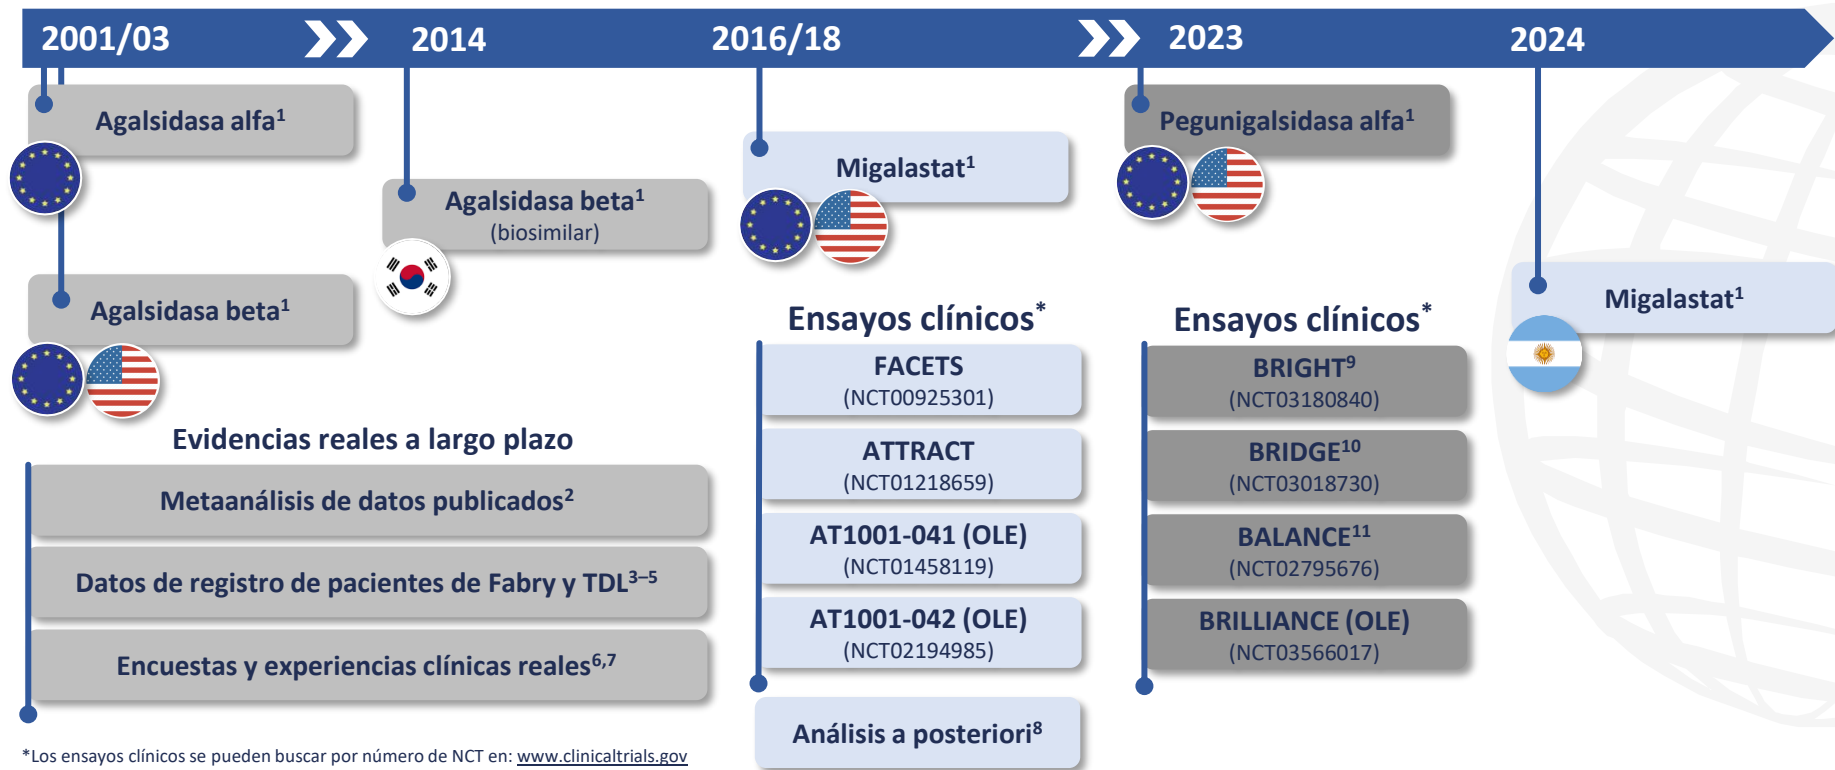 2001/03
2014
2016/18
2023
2024
Agalsidasa alfa¹
Agalsidasa beta¹
Agalsidasa beta¹
(biosimilar)
Migalastat¹
Pegunigalsidasa alfa¹
Migalastat¹
Evidencias reales a largo plazo
Metaanálisis de datos publicados²
Datos de registro de pacientes de Fabry y TDL³⁻⁵
Encuestas y experiencias clínicas reales⁶,⁷
Ensayos clínicos*
FACETS
(NCT00925301)
ATTRACT
(NCT01218659)
AT1001-041 (OLE)
(NCT01458119)
AT1001-042 (OLE)
(NCT02194985)
Análisis a posteriori⁸
Ensayos clínicos*
BRIGHT⁹
(NCT03180840)
BRIDGE¹⁰
(NCT03018730)
BALANCE¹¹
(NCT02795676)
BRILLIANCE (OLE)
(NCT03566017)
*Los ensayos clínicos se pueden buscar por número de NCT en: www.clinicaltrials.gov